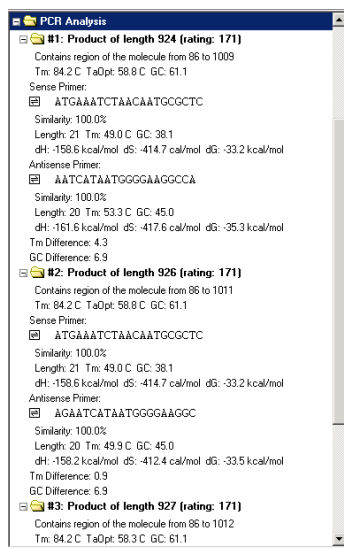 PCR Analysis
#1: Product of length 924 (rating: 171)
Contains region of the molecule from 86 to 1009
Tm: 84.2 C TaOpt: 58.8 C GC: 61.1
Sense Primer:
ATGAAATCTAACAATGCGCTC
Similarity: 100.0%
Length: 21 Tm: 49.0 C GC: 38.1
dH: -158.6 kcal/mol dS: -414.7 cal/mol dG: -33.2 kcal/mol
Antisense Primer:
AATCATAATGGGGAAGGCCA
Similarity: 100.0%
Length: 20 Tm: 53.3 C GC: 45.0
dH: -161.6 kcal/mol dS: -417.6 cal/mol dG: -35.3 kcal/mol
Tm Difference: 4.3
GC Difference: 6.9
#2: Product of length 926 (rating: 171)
Contains region of the molecule from 86 to 1011
Tm: 84.2 C TaOpt: 58.8 C GC: 61.1
Sense Primer:
ATGAAATCTAACAATGCGCTC
Similarity: 100.0%
Length: 21 Tm: 49.0 C GC: 38.1
dH: -158.6 kcal/mol dS: -414.7 cal/mol dG: -33.2 kcal/mol
Antisense Primer:
AGAATCATAATGGGGAAGGC
Similarity: 100.0%
Length: 20 Tm: 49.9 C GC: 45.0
dH: -158.2 kcal/mol dS: -412.4 cal/mol dG: -33.5 kcal/mol
Tm Difference: 0.9
GC Difference: 6.9
#3: Product of length 927 (rating: 171)
Contains region of the molecule from 86 to 1012
Tm: 84.2 C TaOpt: 58.3 C GC: 61.1